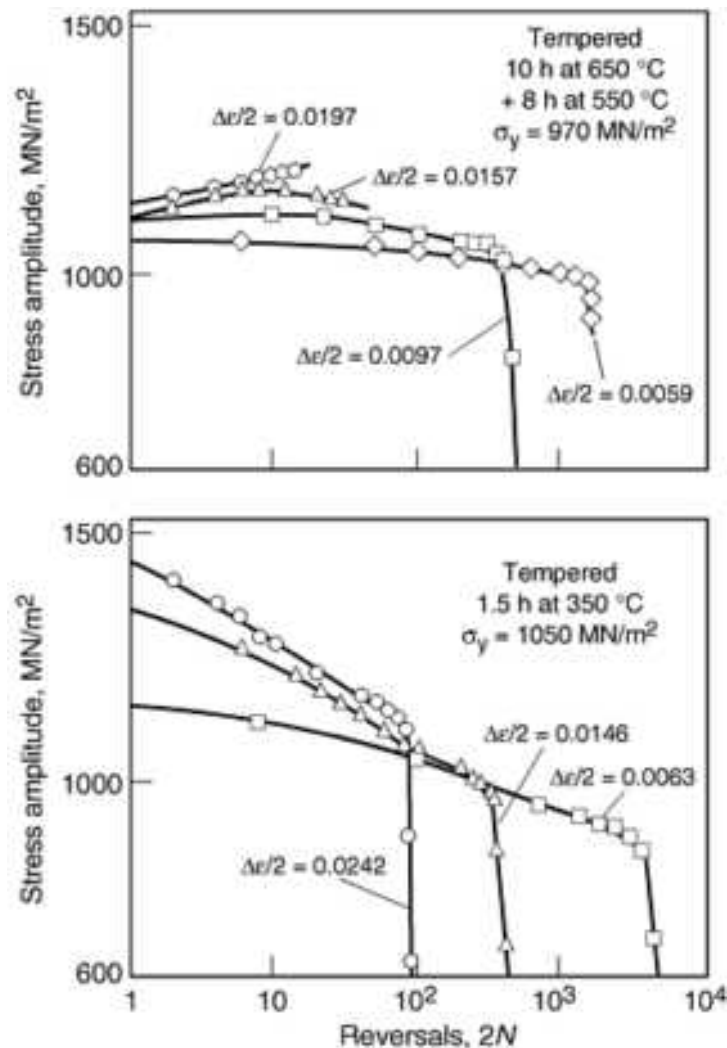 1500
Tempered
10 h at 650 °C
+ 8 h at 550 °C
σy = 970 MN/m²
Δε/2 = 0.0197
Δε/2 = 0.0157
Stress amplitude, MN/m²
1000
Δε/2 = 0.0097
Δε/2 = 0.0059
600
1500
Tempered
1.5 h at 350 °C
σy = 1050 MN/m²
Stress amplitude, MN/m²
Δε/2 = 0.0146
Δε/2 = 0.0063
1000
Δε/2 = 0.0242
600
1 10 10² 10³ 10⁴
Reversals, 2N